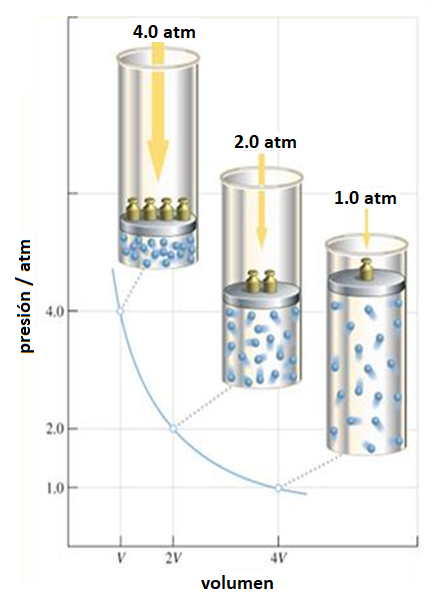 4.0 atm
2.0 atm
1.0 atm
presión / atm
4.0
2.0
1.0
V
2V
4V
volumen